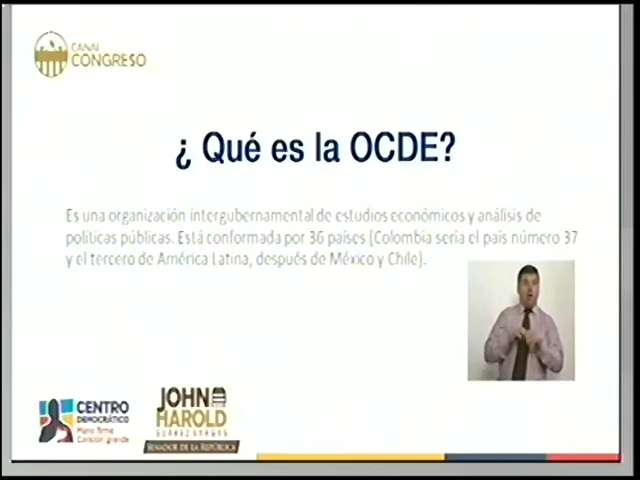 CANAL
CONGRESO
¿ Qué es la OCDE?
Es una organización intergubernamental de estudios económicos y análisis de
políticas públicas. Está conformada por 36 países (Colombia sería el país número 37
y el tercero de América Latina, después de México y Chile).
CENTRO
DEMOCRÁTICO
Mano firme
Corazón grande
JOHN
HAROLD
SUÁREZ VARGAS
SENADOR DE LA REPÚBLICA